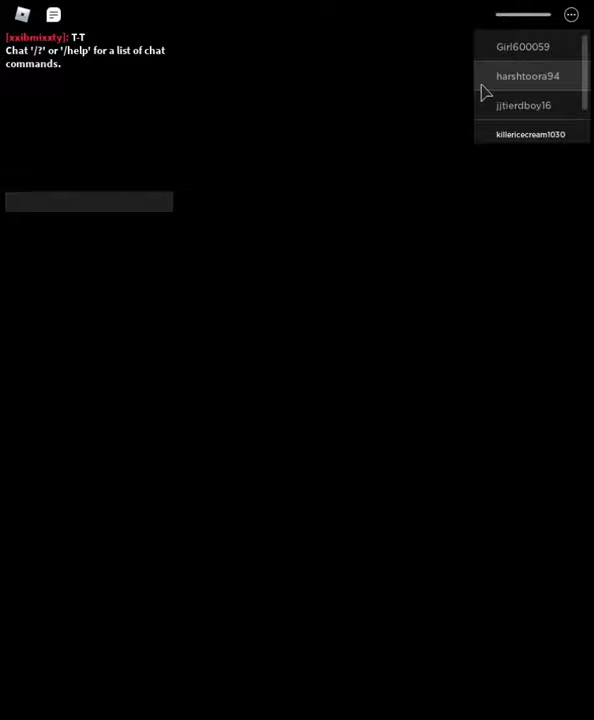 [xxibmixxty]: T-T
Chat '/?' or '/help' for a list of chat
commands.
Girl600059
harshtoora94
jjtierdboy16
killericecream1030